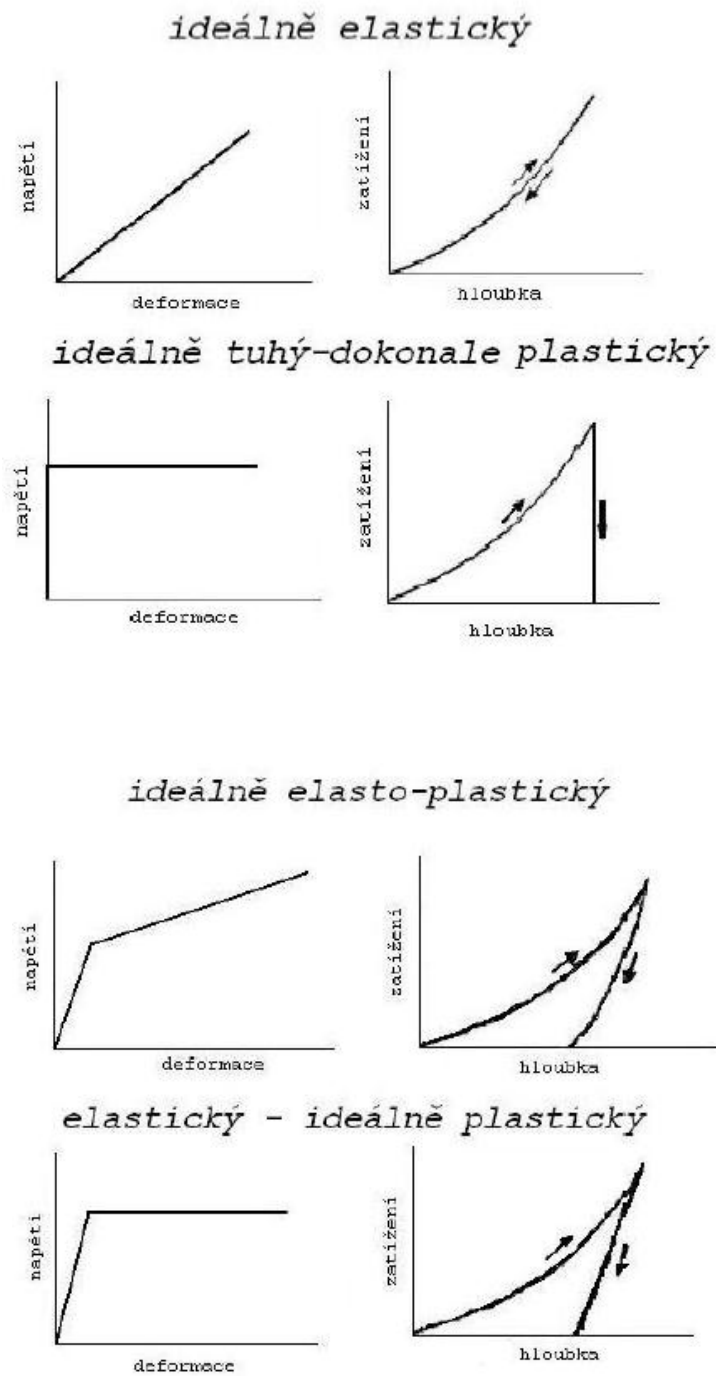 ideálně elastický
napětí
deformace
zatížení
hloubka
ideálně tuhý-dokonale plastický
napětí
deformace
zatížení
hloubka
ideálně elasto-plastický
napětí
deformace
zatížení
hloubka
elastický - ideálně plastický
napětí
deformace
zatížení
hloubka